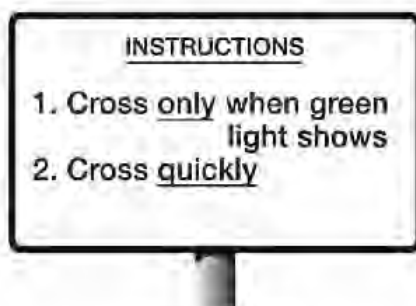 INSTRUCTIONS
1. Cross only when green
light shows
2. Cross quickly